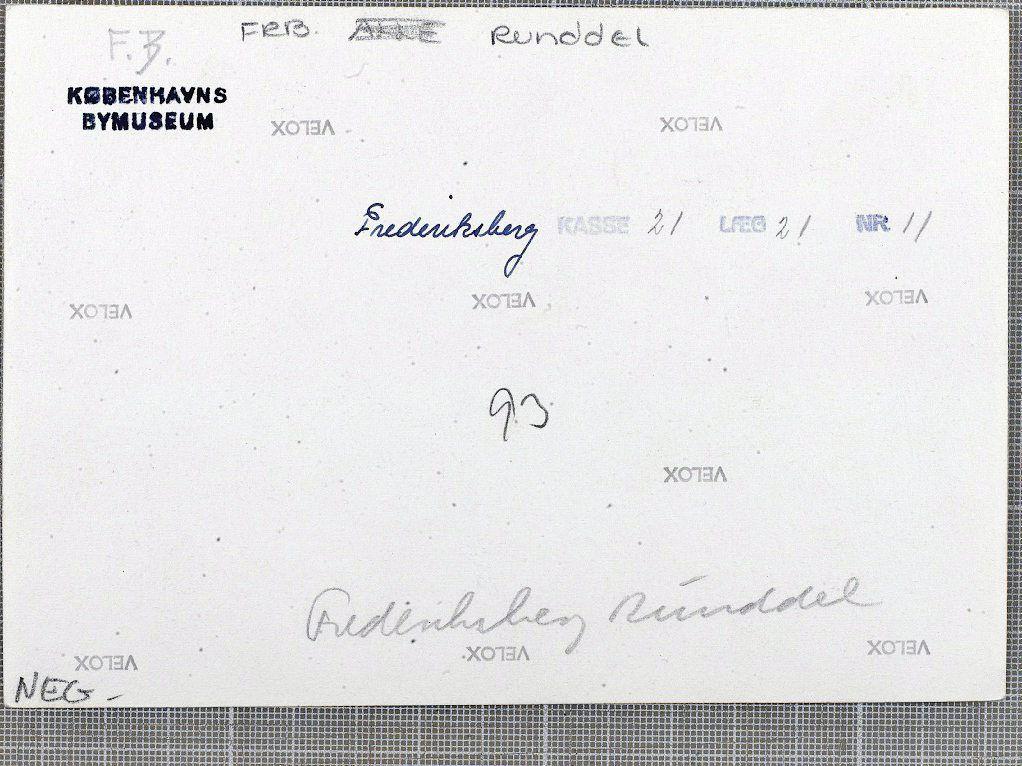 FRB. Runddel
F.B.
KØBENHAVNS
BYMUSEUM
VELOX VELOX
Frederiksberg KASSE 21 LÆG 21 NR. 11
VELOX VELOX VELOX
93
VELOX
Frederiksberg runddel
VELOX VELOX VELOX
NEG-